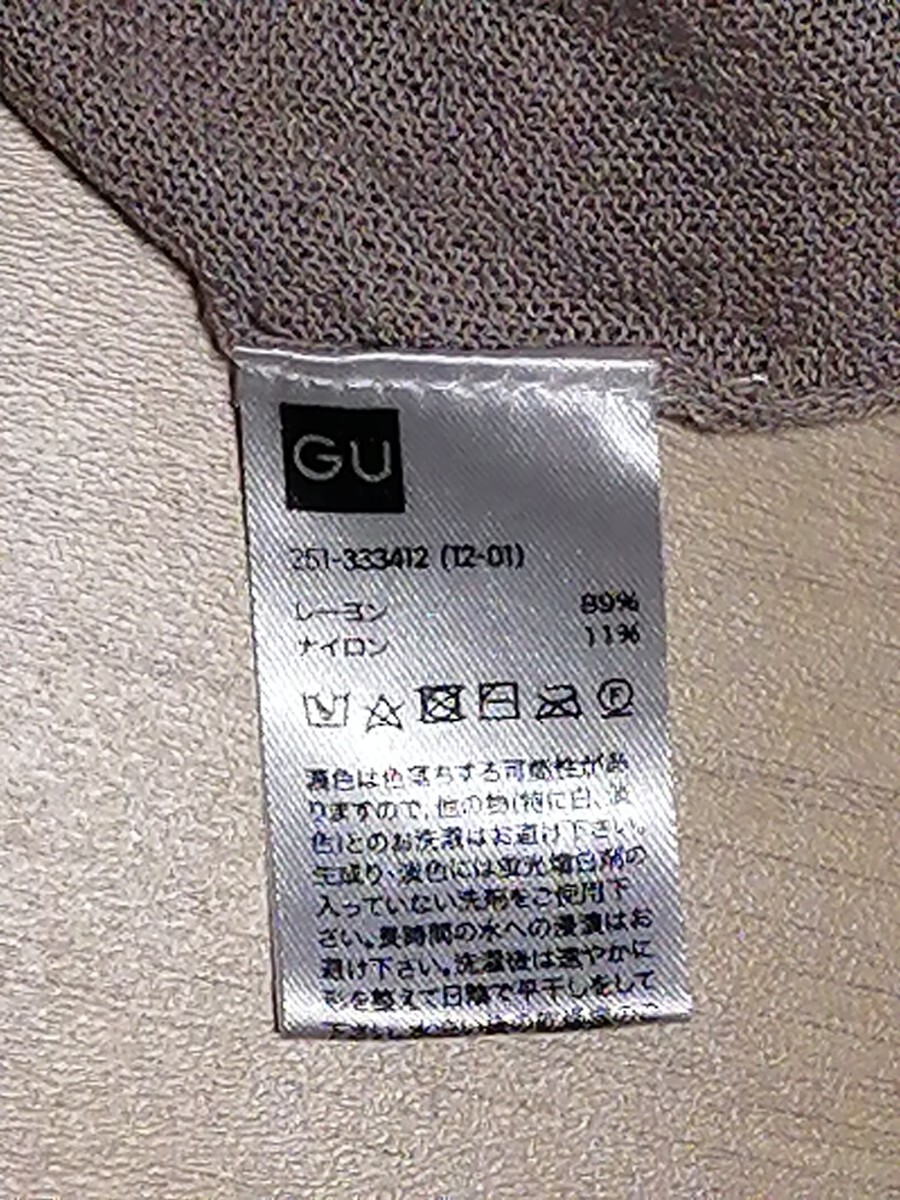 GU
251-333412 (12-01)
レーヨン 89%
ナイロン 11%
F
濃色は色落ちする可能性があ
りますので、他の物(特に白、淡
色)とのお洗濯はお避け下さい。
生成り、淡色には蛍光増白剤の
入っていない洗剤をご使用下
さい。長時間の水への浸漬はお
避け下さい。洗濯後は速やかに
形を整えて日陰で平干しをして
下さい。